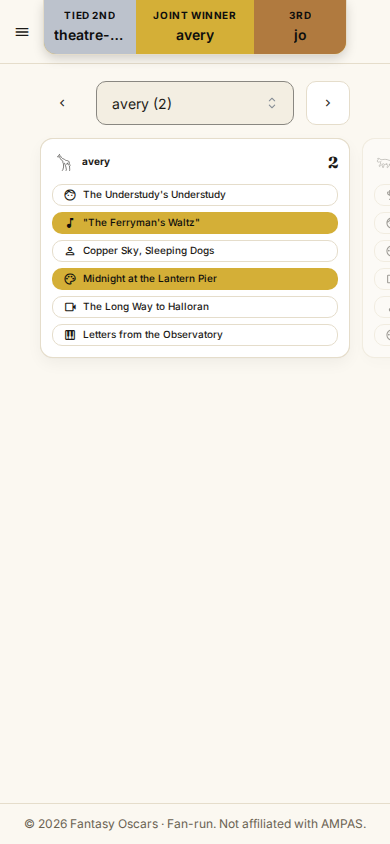 TIED 2ND
theatre-...
JOINT WINNER
avery
3RD
jo
avery (2)
avery
2
The Understudy's Understudy
"The Ferryman's Waltz"
Copper Sky, Sleeping Dogs
Midnight at the Lantern Pier
The Long Way to Halloran
Letters from the Observatory
© 2026 Fantasy Oscars · Fan-run. Not affiliated with AMPAS.